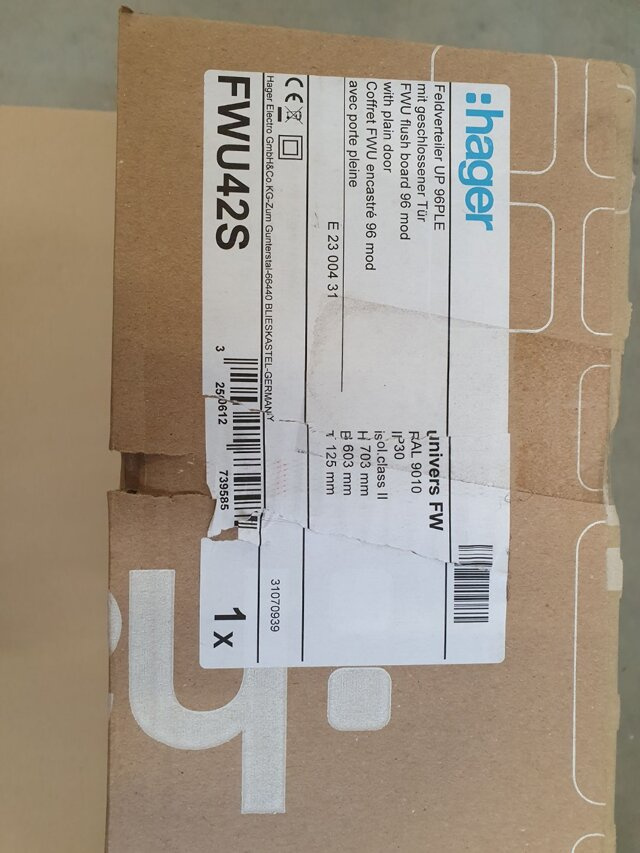 :hager
Feldverteiler UP 96PLE
mit geschlossener Tür
FWU flush board 96 mod
with plain door
Coffret FWU encastré 96 mod
avec porte pleine
E 23 004 31
univers FW
RAL 9010
IP30
isol.class II
H 703 mm
B 603 mm
T 125 mm
CE
Hager Electro GmbH&Co.KG-Zum Gunterstal-66440 BLIESKASTEL-GERMANY
31070939
FWU42S
3 250612 739585
1 x